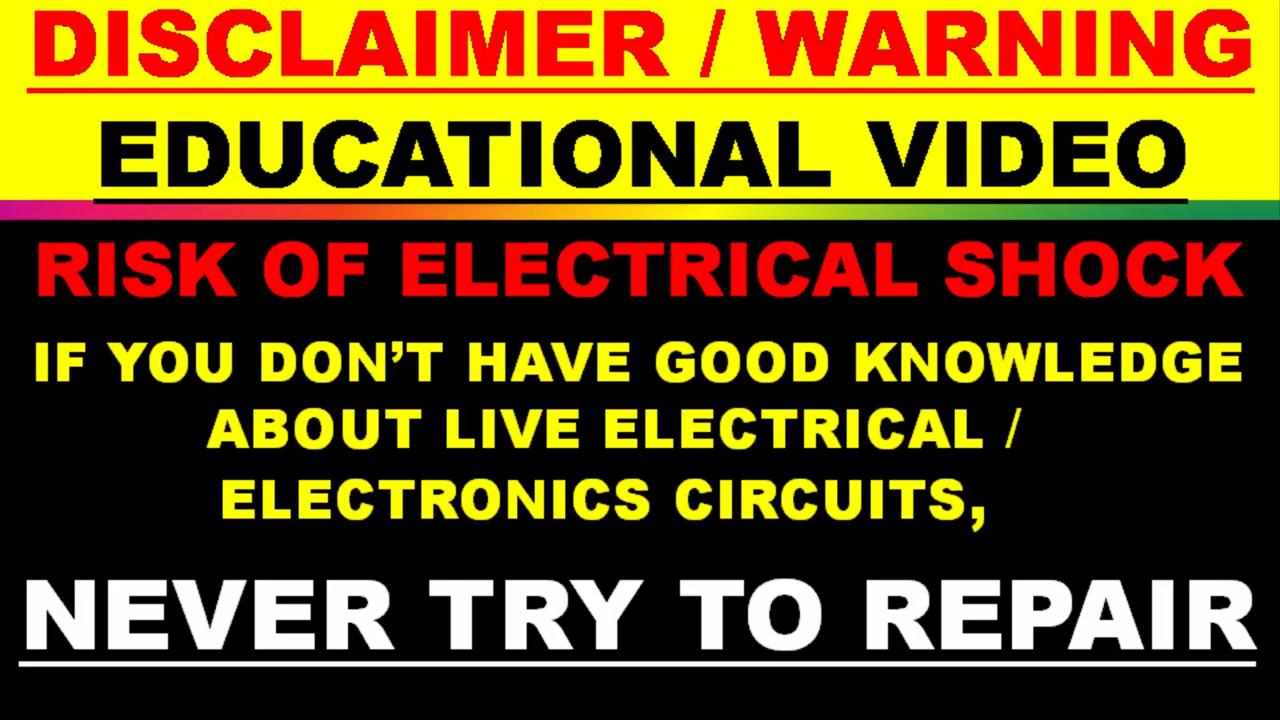 DISCLAIMER / WARNING
EDUCATIONAL VIDEO
RISK OF ELECTRICAL SHOCK
IF YOU DON’T HAVE GOOD KNOWLEDGE
ABOUT LIVE ELECTRICAL /
ELECTRONICS CIRCUITS,
NEVER TRY TO REPAIR